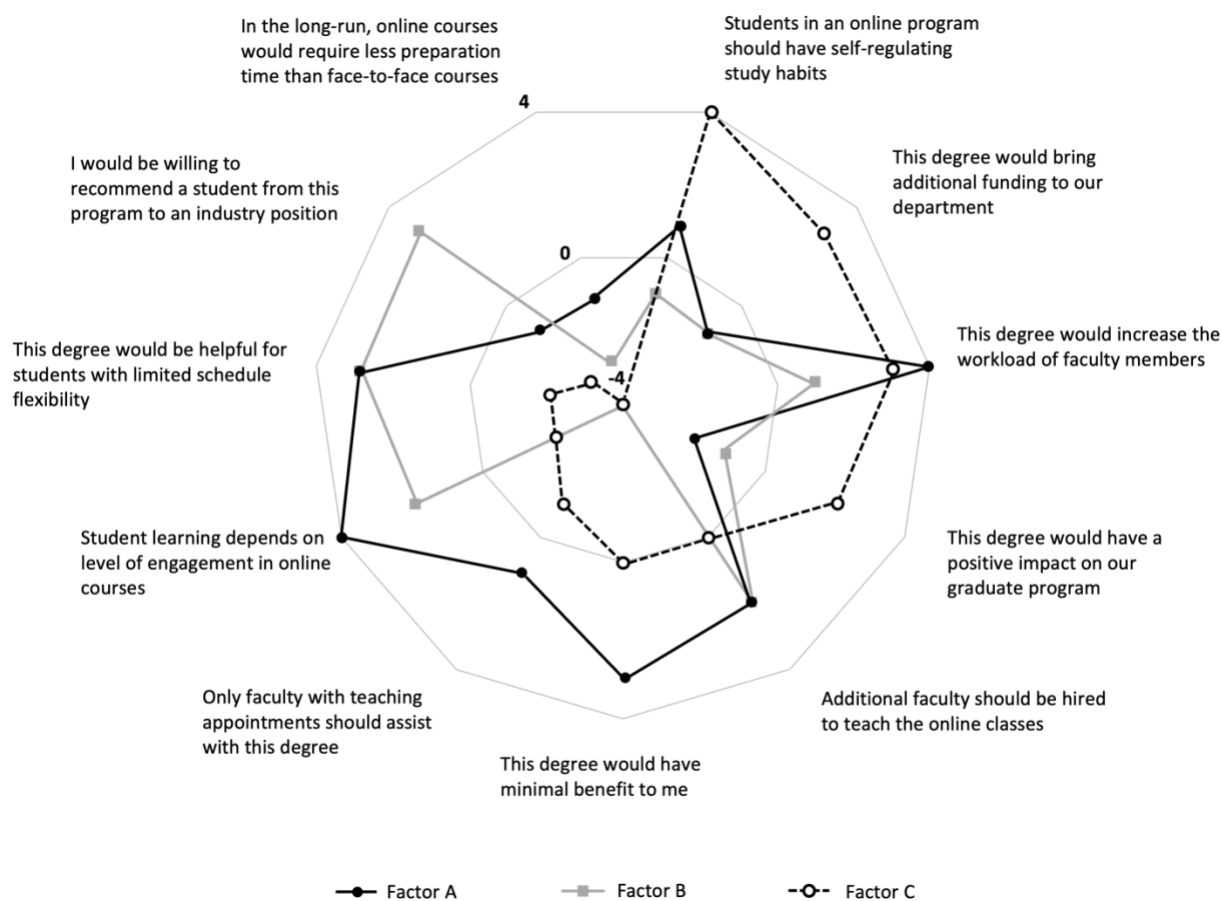 In the long-run, online courses
would require less preparation
time than face-to-face courses
Students in an online program
should have self-regulating
study habits
4
I would be willing to
recommend a student from this
program to an industry position
This degree would bring
additional funding to our
department
0
This degree would be helpful for
students with limited schedule
flexibility
This degree would increase the
workload of faculty members
-4
Student learning depends on
level of engagement in online
courses
This degree would have a
positive impact on our
graduate program
Only faculty with teaching
appointments should assist
with this degree
Additional faculty should be hired
to teach the online classes
This degree would have
minimal benefit to me
Factor A
Factor B
Factor C